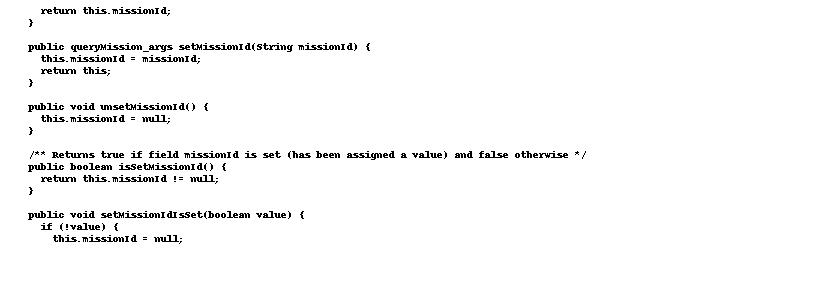 return this.missionId;
}
public queryMission_args setMissionId(String missionId) {
this.missionId = missionId;
return this;
}
public void unsetMissionId() {
this.missionId = null;
}
/** Returns true if field missionId is set (has been assigned a value) and false otherwise */
public boolean isSetMissionId() {
return this.missionId != null;
}
public void setMissionIdIsSet(boolean value) {
if (!value) {
this.missionId = null;